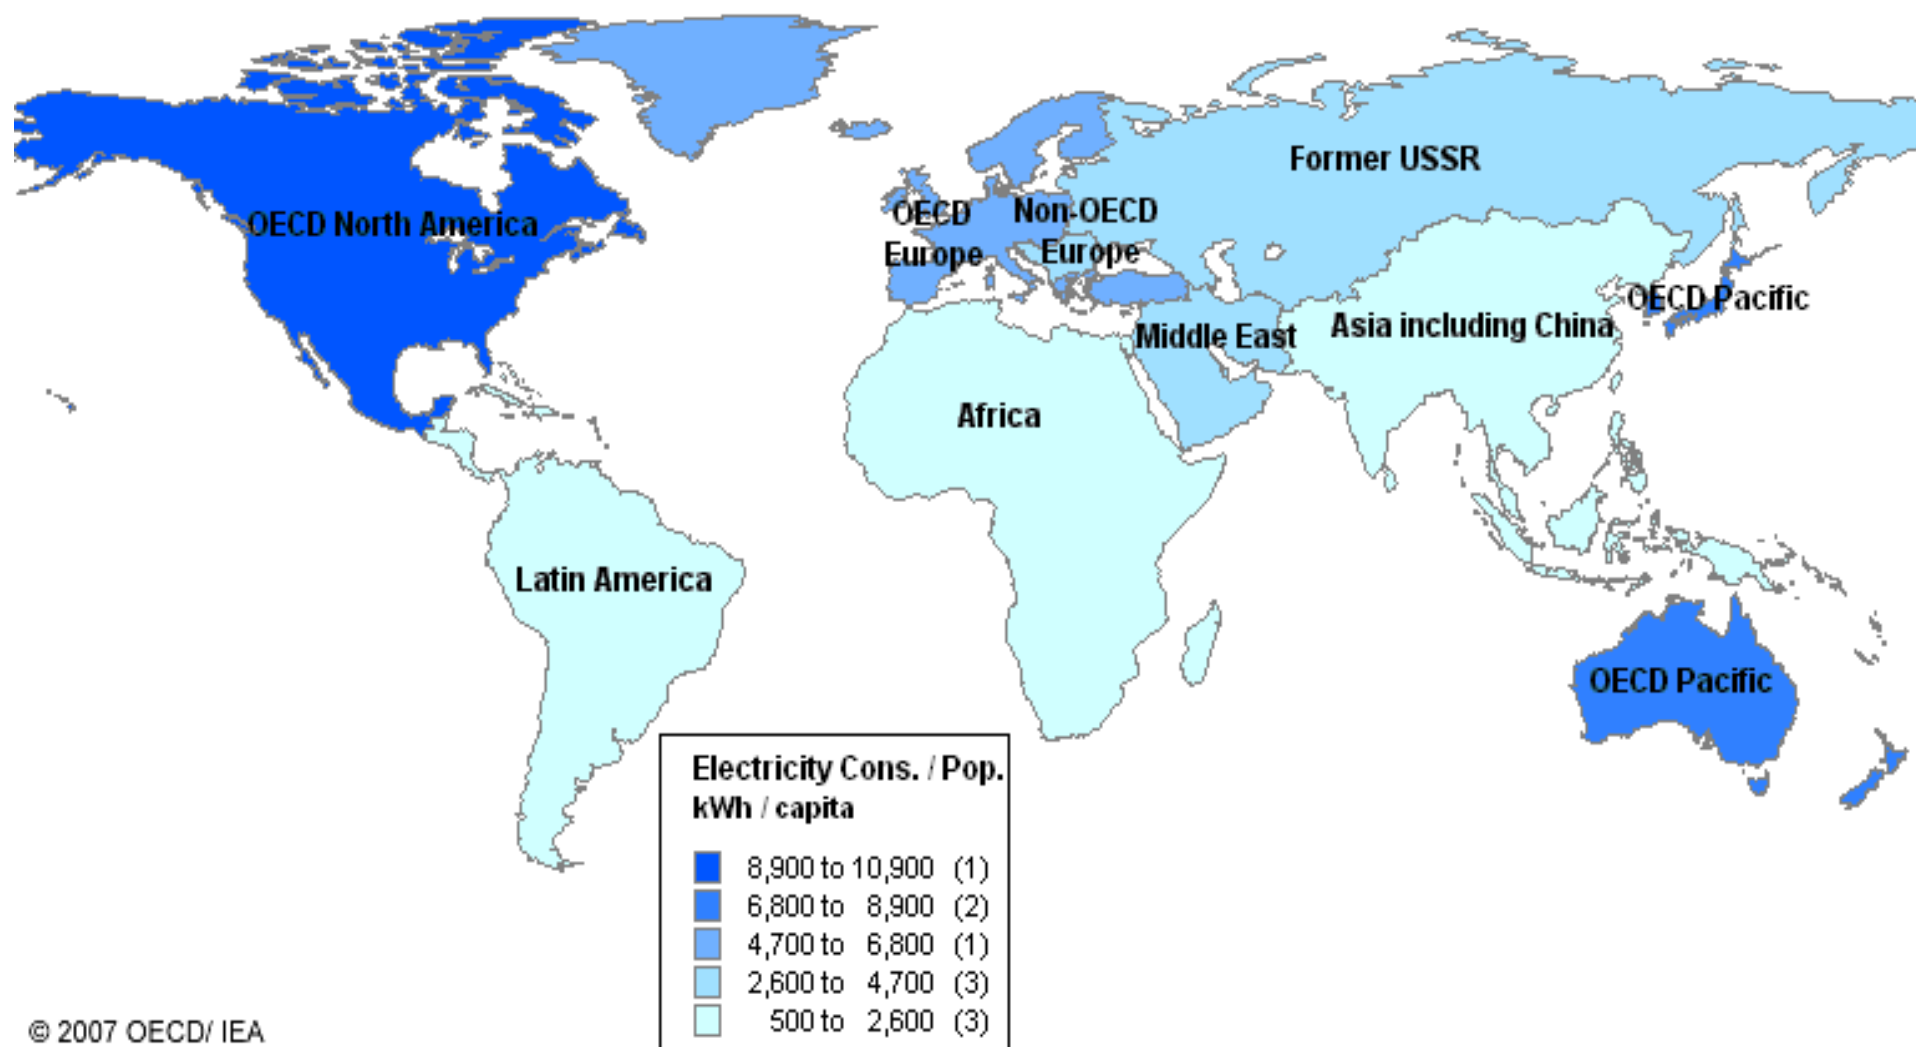 Former USSR
OECD North America
OECD
Europe
Non-OECD
Europe
OECD Pacific
Middle East
Asia including China
Africa
Latin America
OECD Pacific
Electricity Cons. / Pop.
kWh / capita
8,900 to 10,900 (1)
6,800 to 8,900 (2)
4,700 to 6,800 (1)
2,600 to 4,700 (3)
500 to 2,600 (3)
© 2007 OECD/ IEA